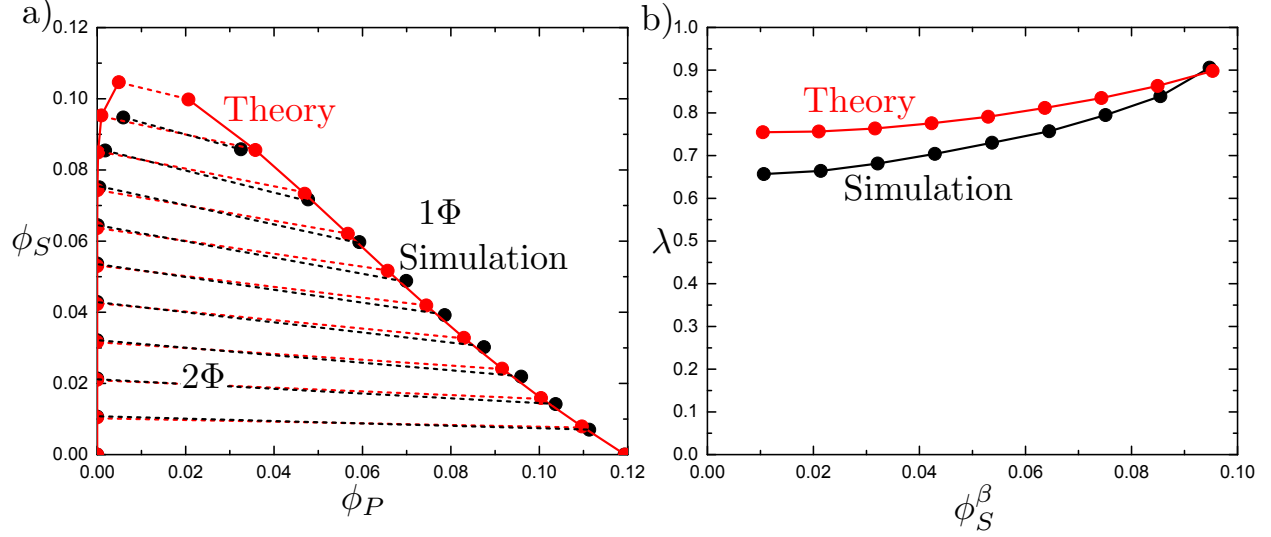 a)
0.12
0.10
0.08
0.06
0.04
0.02
0.00
ϕ_S
Theory
1Φ
Simulation
2Φ
0.00 0.02 0.04 0.06 0.08 0.10 0.12
ϕ_P
b)
1.0
0.9
0.8
0.7
0.6
0.5
0.4
0.3
0.2
0.1
0.0
λ
Theory
Simulation
0.00 0.02 0.04 0.06 0.08 0.10
ϕ_S^β